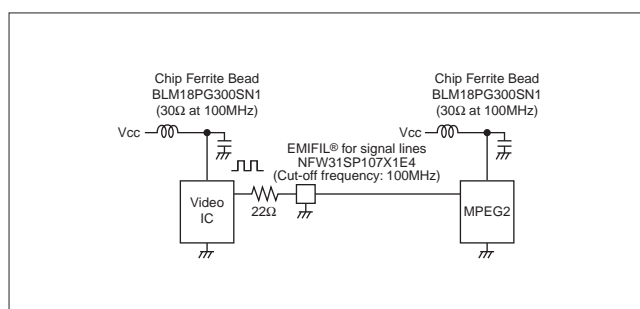 Chip Ferrite Bead
BLM18PG300SN1
(30Ω at 100MHz)
Vcc
Chip Ferrite Bead
BLM18PG300SN1
(30Ω at 100MHz)
Vcc
EMIFIL® for signal lines
NFW31SP107X1E4
(Cut-off frequency: 100MHz)
Video
IC
22Ω
MPEG2